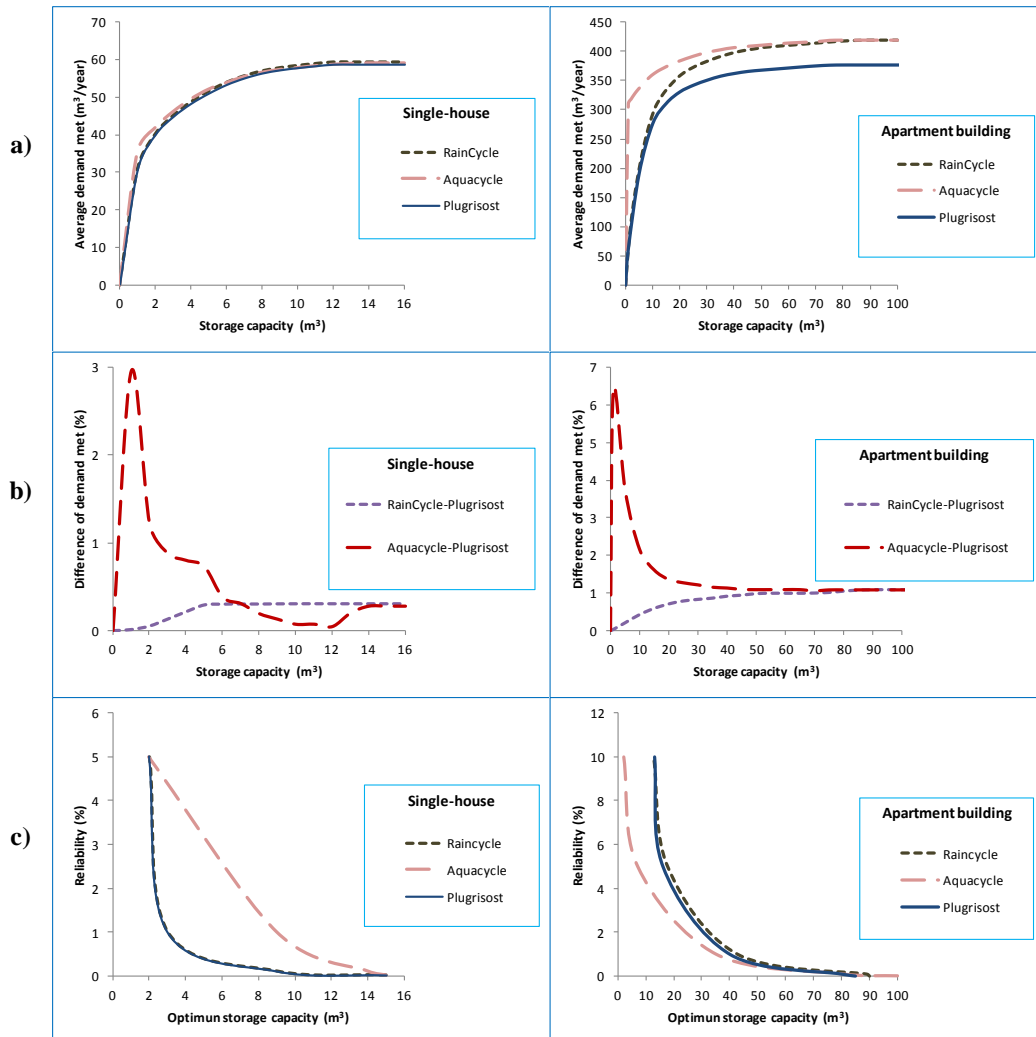 a)
Average demand met (m³/year)
70
60
50
40
30
20
10
0
0 2 4 6 8 10 12 14 16
Storage capacity (m³)
Single-house
RainCycle
Aquacycle
Plugrisost
Average demand met (m³/year)
450
400
350
300
250
200
150
100
50
0
0 10 20 30 40 50 60 70 80 90 100
Storage capacity (m³)
Apartment building
RainCycle
Aquacycle
Plugrisost
b)
Difference of demand met (%)
3
2
1
0
0 2 4 6 8 10 12 14 16
Storage capacity (m³)
Single-house
RainCycle-Plugrisost
Aquacycle-Plugrisost
Difference of demand met (%)
7
6
5
4
3
2
1
0
0 10 20 30 40 50 60 70 80 90 100
Storage capacity (m³)
Apartment building
RainCycle-Plugrisost
Aquacycle-Plugrisost
c)
Reliability (%)
6
5
4
3
2
1
0
0 2 4 6 8 10 12 14 16
Optimun storage capacity (m³)
Single-house
Raincycle
Aquacycle
Plugrisost
Reliability (%)
12
10
8
6
4
2
0
0 10 20 30 40 50 60 70 80 90 100
Optimun storage capacity (m³)
Apartment building
Raincycle
Aquacycle
Plugrisost